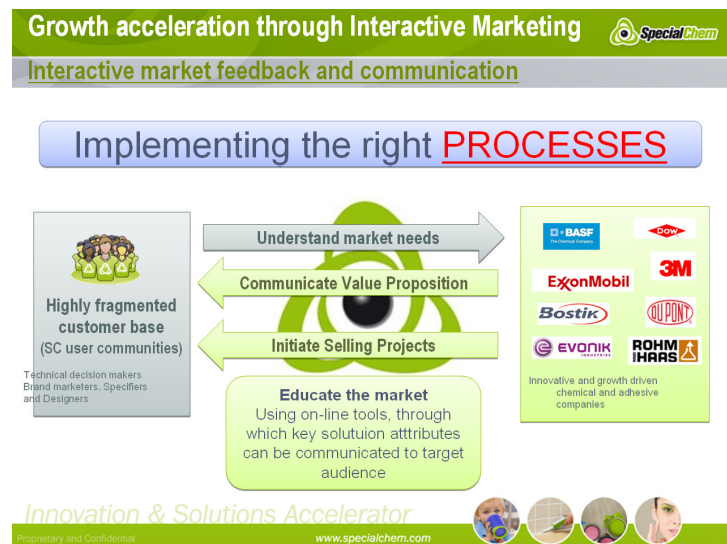 Growth acceleration through Interactive Marketing
SpecialChem
Interactive market feedback and communication
Implementing the right PROCESSES
Highly fragmented
customer base
(SC user communities)
Technical decision makers
Brand marketers, Specifiers
and Designers
Understand market needs
Communicate Value Proposition
Initiate Selling Projects
Educate the market
Using on-line tools, through
which key solutuion atttributes
can be communicated to target
audience
BASF
The Chemical Company
DOW
3M
ExxonMobil
Bostik
DUPONT
EVONIK
INDUSTRIES
ROHM
AND
HAAS
Innovative and growth driven
chemical and adhesive
companies
Innovation & Solutions Accelerator
Proprietary and Confidential
www.specialchem.com